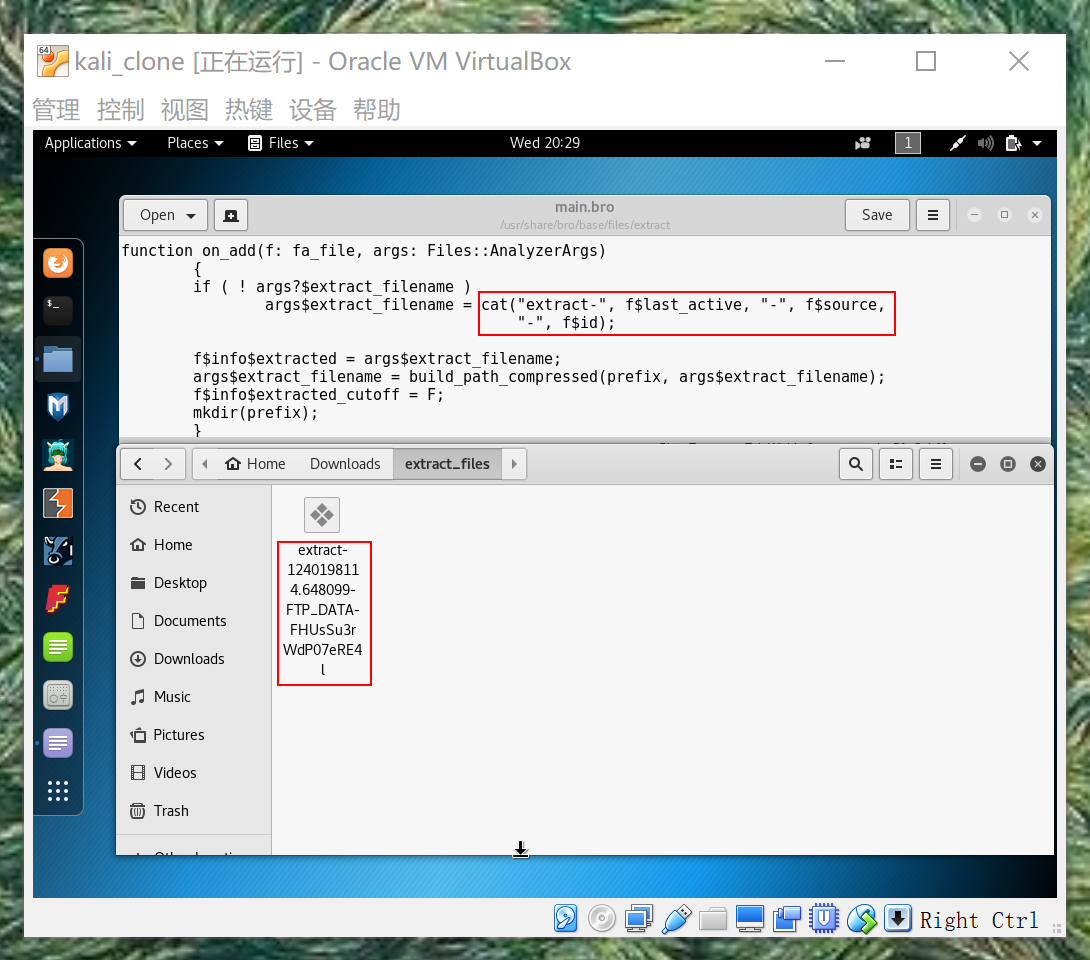 kali_clone [正在运行] - Oracle VM VirtualBox
管理 控制 视图 热键 设备 帮助
Applications Places Files Wed 20:29 1
Open main.bro Save
/usr/share/bro/base/files/extract
function on_add(f: fa_file, args: Files::AnalyzerArgs)
{
if ( ! args?$extract_filename )
args$extract_filename = cat("extract-", f$last_active, "-", f$source,
"-", f$id);
f$info$extracted = args$extract_filename;
args$extract_filename = build_path_compressed(prefix, args$extract_filename);
f$info$extracted_cutoff = F;
mkdir(prefix);
}
Home Downloads extract_files
Recent
Home
Desktop
Documents
Downloads
Music
Pictures
Videos
Trash
extract-
124019811
4.648099-
FTP_DATA-
FHUsSu3r
WdP07eRE4
l
Right Ctrl